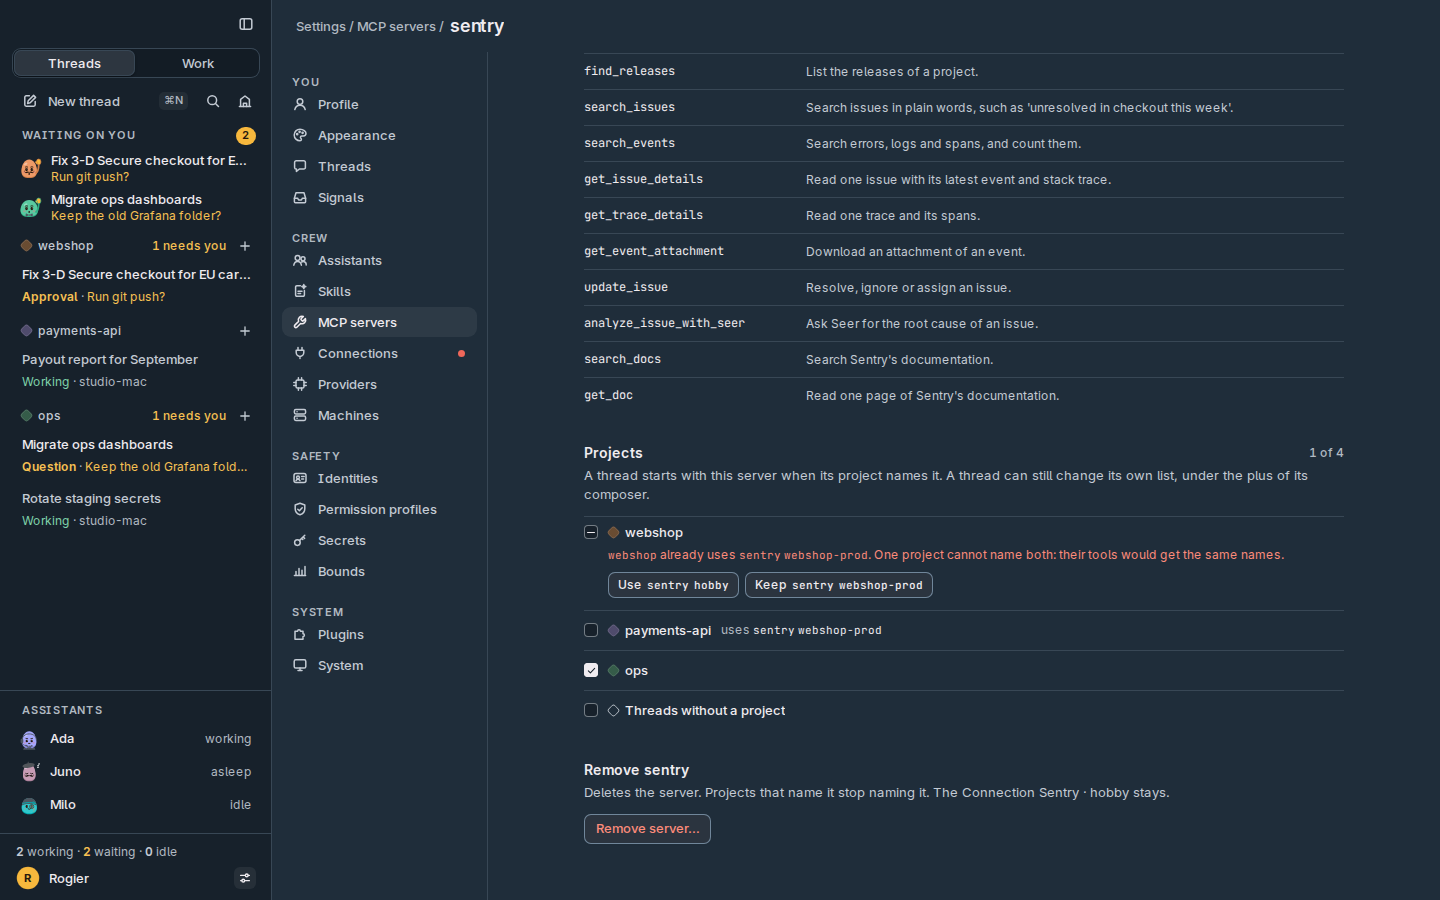 Threads
Work
New thread
⌘N
WAITING ON YOU
2
Fix 3-D Secure checkout for E...
Run git push?
Migrate ops dashboards
Keep the old Grafana folder?
webshop
1 needs you
Fix 3-D Secure checkout for EU car...
Approval · Run git push?
payments-api
Payout report for September
Working · studio-mac
ops
1 needs you
Migrate ops dashboards
Question · Keep the old Grafana fold...
Rotate staging secrets
Working · studio-mac
ASSISTANTS
Ada
working
Juno
asleep
Milo
idle
2 working · 2 waiting · 0 idle
R
Rogier
Settings / MCP servers / sentry
YOU
Profile
Appearance
Threads
Signals
CREW
Assistants
Skills
MCP servers
Connections
Providers
Machines
SAFETY
Identities
Permission profiles
Secrets
Bounds
SYSTEM
Plugins
System
find_releases
List the releases of a project.
search_issues
Search issues in plain words, such as 'unresolved in checkout this week'.
search_events
Search errors, logs and spans, and count them.
get_issue_details
Read one issue with its latest event and stack trace.
get_trace_details
Read one trace and its spans.
get_event_attachment
Download an attachment of an event.
update_issue
Resolve, ignore or assign an issue.
analyze_issue_with_seer
Ask Seer for the root cause of an issue.
search_docs
Search Sentry's documentation.
get_doc
Read one page of Sentry's documentation.
Projects
1 of 4
A thread starts with this server when its project names it. A thread can still change its own list, under the plus of its
composer.
webshop
webshop already uses sentry webshop-prod. One project cannot name both: their tools would get the same names.
Use sentry hobby
Keep sentry webshop-prod
payments-api uses sentry webshop-prod
ops
Threads without a project
Remove sentry
Deletes the server. Projects that name it stop naming it. The Connection Sentry · hobby stays.
Remove server...